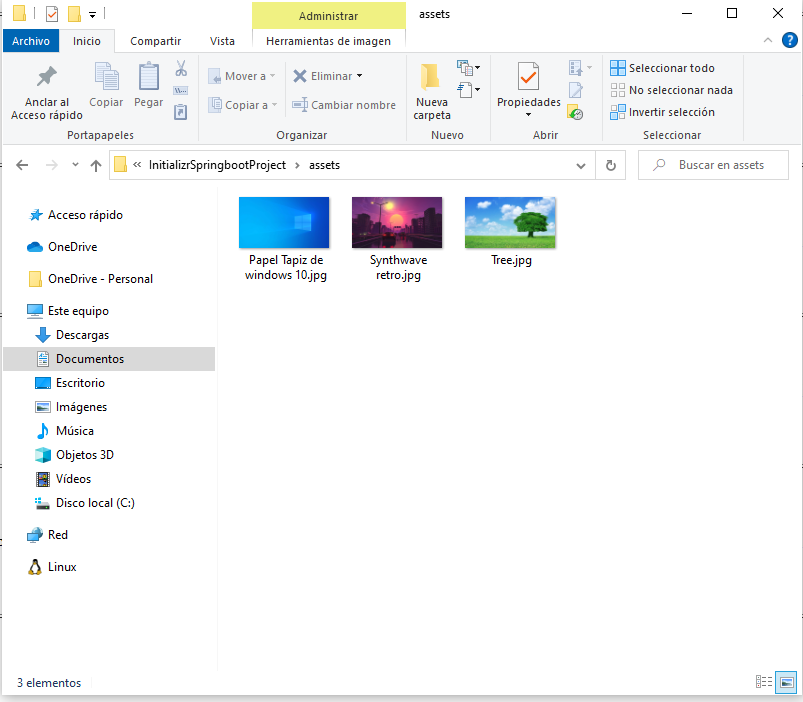 Administrar
assets
Archivo
Inicio
Compartir
Vista
Herramientas de imagen
?
Anclar al
Acceso rápido
Copiar
Pegar
Portapapeles
Mover a
Copiar a
Eliminar
Cambiar nombre
Organizar
Nueva
carpeta
Nuevo
Propiedades
Abrir
Seleccionar todo
No seleccionar nada
Invertir selección
Seleccionar
« InitializrSpringbootProject › assets
Buscar en assets
Acceso rápido
OneDrive
OneDrive - Personal
Este equipo
Descargas
Documentos
Escritorio
Imágenes
Música
Objetos 3D
Vídeos
Disco local (C:)
Red
Linux
Papel Tapiz de
windows 10.jpg
Synthwave
retro.jpg
Tree.jpg
3 elementos